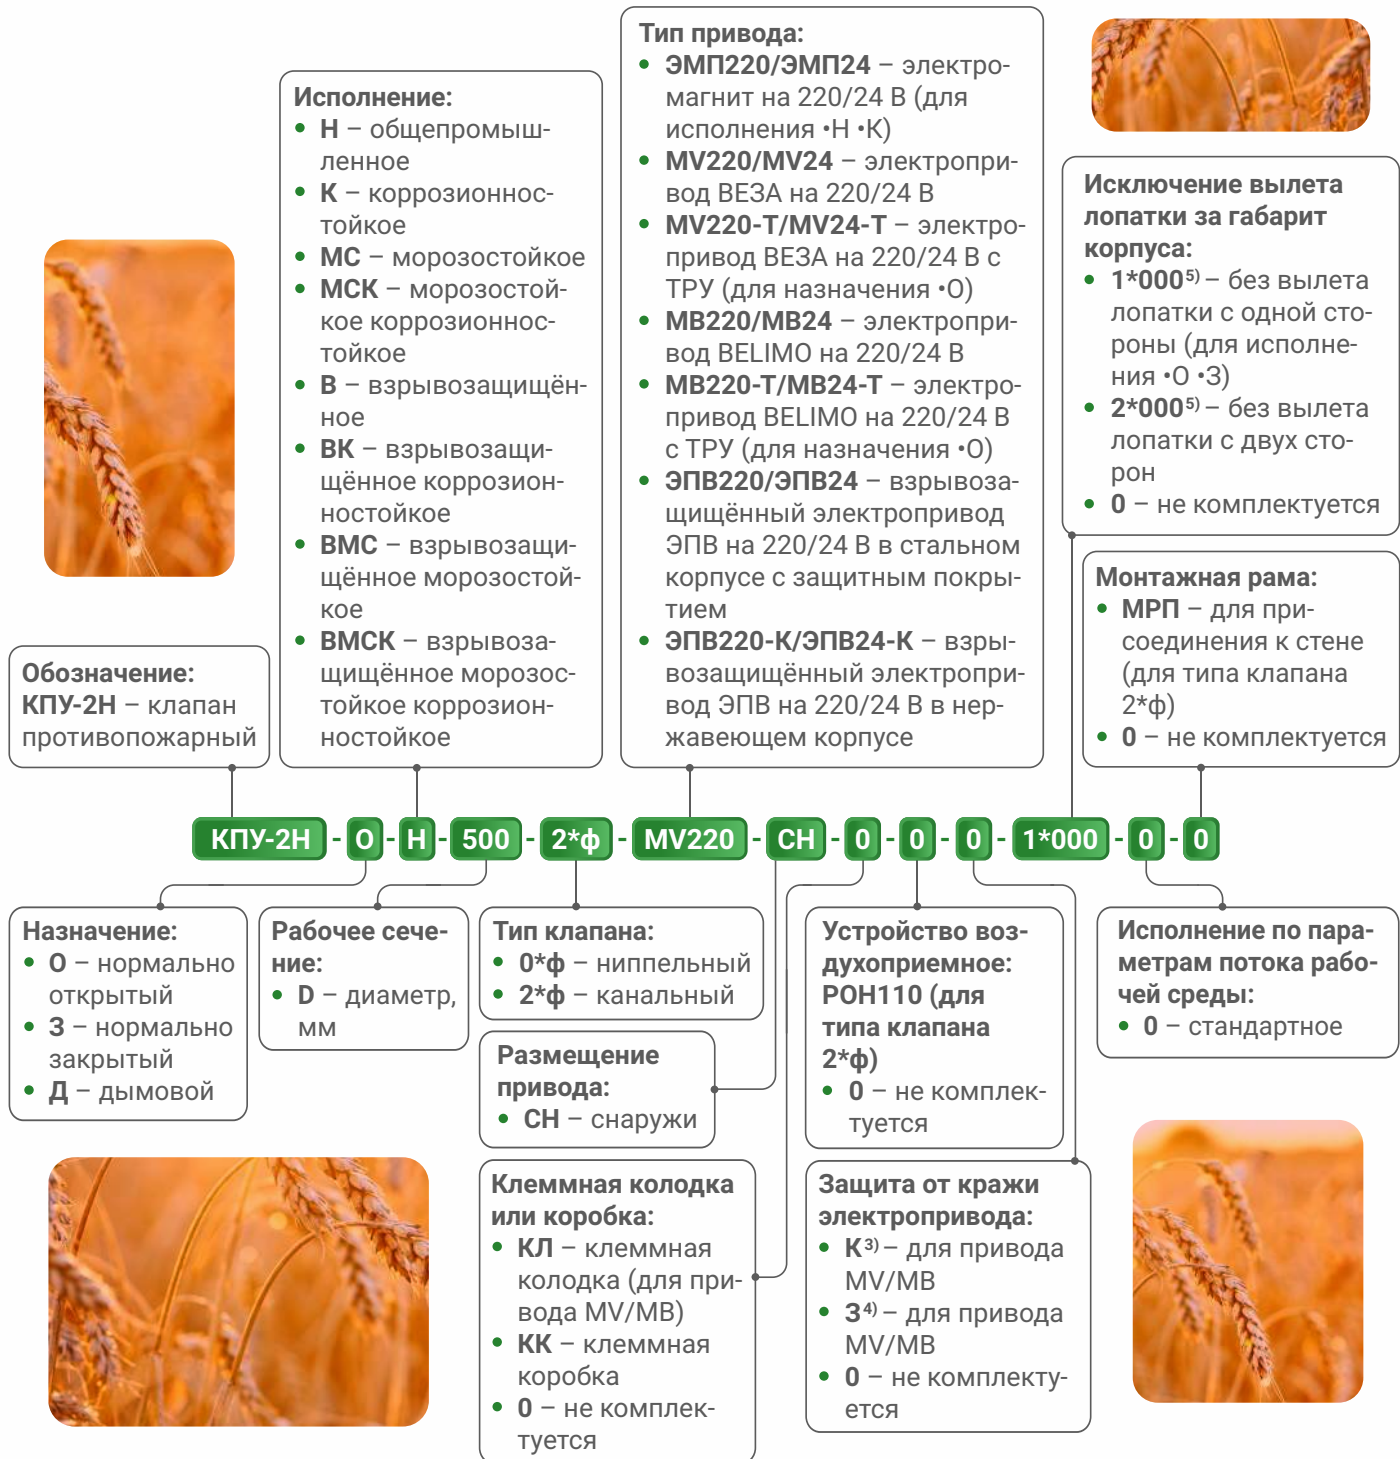 Тип привода:
ЭМП220/ЭМП24 – электро-
магнит на 220/24 В (для
исполнения •Н •К)
MV220/MV24 – электропри-
вод ВЕЗА на 220/24 В
MV220-Т/MV24-Т – электро-
привод ВЕЗА на 220/24 В с
ТРУ (для назначения •О)
МВ220/МВ24 – электропри-
вод BELIMO на 220/24 В
МВ220-Т/МВ24-Т – электро-
привод BELIMO на 220/24 В
с ТРУ (для назначения •О)
ЭПВ220/ЭПВ24 – взрывоза-
щищённый электропривод
ЭПВ на 220/24 В в стальном
корпусе с защитным покры-
тием
ЭПВ220-К/ЭПВ24-К – взры-
возащищённый электропри-
вод ЭПВ на 220/24 В в нер-
жавеющем корпусе
Исполнение:
Н – общепромыш-
ленное
К – коррозионнос-
тойкое
МС – морозостойкое
МСК – морозостой-
кое коррозионнос-
тойкое
В – взрывозащищён-
ное
ВК – взрывозащи-
щённое коррозион-
ностойкое
ВМС – взрывозащи-
щённое морозостой-
кое
ВМСК – взрывоза-
щищённое морозос-
тойкое коррозион-
ностойкое
Исключение вылета
лопатки за габарит
корпуса:
1*000⁵⁾ – без вылета
лопатки с одной сто-
роны (для исполне-
ния •О •З)
2*000⁵⁾ – без вылета
лопатки с двух сто-
рон
0 – не комплектуется
Монтажная рама:
МРП – для при-
соединения к стене
(для типа клапана
2*ф)
0 – не комплектуется
Обозначение:
КПУ-2Н – клапан
противопожарный
КПУ-2Н - О - Н - 500 - 2*ф - MV220 - СН - 0 - 0 - 0 - 1*000 - 0 - 0
Назначение:
О – нормально
открытый
З – нормально
закрытый
Д – дымовой
Рабочее сече-
ние:
D – диаметр,
мм
Тип клапана:
0*ф – ниппельный
2*ф – канальный
Размещение
привода:
СН – снаружи
Клеммная колодка
или коробка:
КЛ – клеммная
колодка (для при-
вода MV/МВ)
КК – клеммная
коробка
0 – не комплек-
туется
Устройство воз-
духоприемное:
РОН110 (для
типа клапана
2*ф)
0 – не комплек-
туется
Защита от кражи
электропривода:
К³⁾ – для привода
MV/МВ
З⁴⁾ – для привода
MV/МВ
0 – не комплекту-
ется
Исполнение по пара-
метрам потока рабо-
чей среды:
0 – стандартное